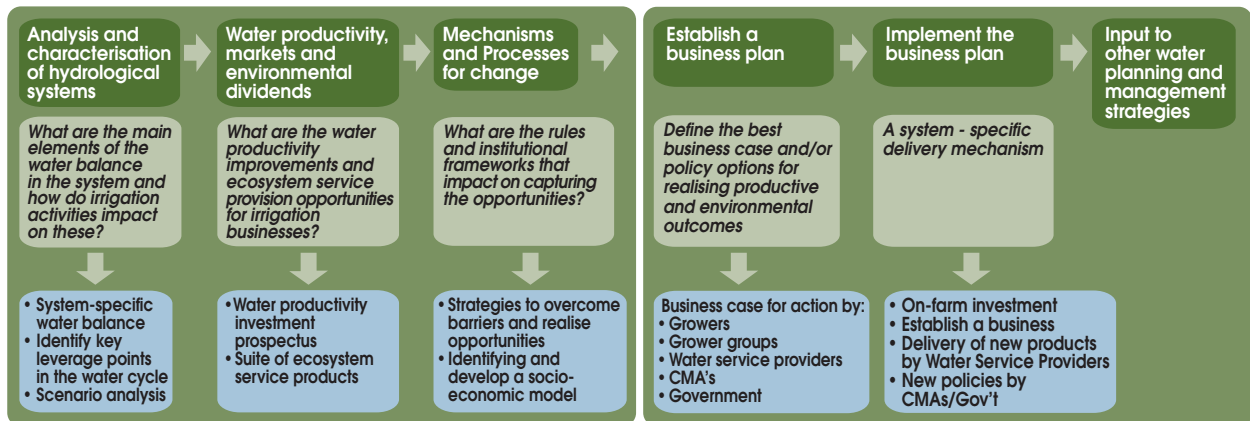 Analysis and
characterisation
of hydrological
systems
Water productivity,
markets and
environmental
dividends
Mechanisms
and Processes
for change
Establish a
business plan
Implement the
business plan
Input to
other water
planning and
management
strategies
What are the main
elements of the
water balance
in the system and
how do irrigation
activities impact
on these?
What are the water
productivity
improvements and
ecosystem service
provision opportunities
for irrigation
businesses?
What are the rules
and institutional
frameworks that
impact on capturing
the opportunities?
Define the best
business case and/or
policy options for
realising productive
and environmental
outcomes
A system - specific
delivery mechanism
• System-specific
water balance
• Identify key
leverage points
in the water cycle
• Scenario analysis
• Water productivity
investment
prospectus
• Suite of ecosystem
service products
• Strategies to overcome
barriers and realise
opportunities
• Identifying and
develop a socio-
economic model
Business case for action by:
• Growers
• Grower groups
• Water service providers
• CMA's
• Government
• On-farm investment
• Establish a business
• Delivery of new products
by Water Service Providers
• New policies by
CMAs/Gov't